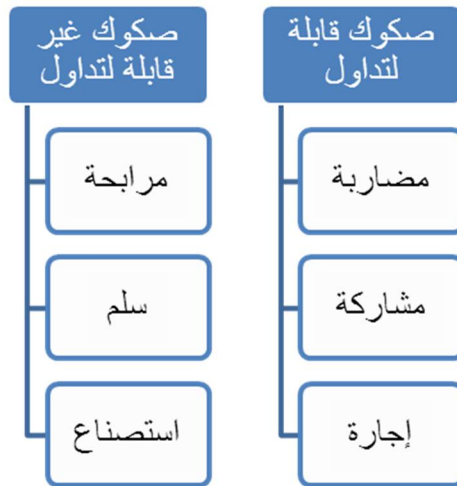 صكوك قابلة
لتداول
مضاربة
مشاركة
إجارة
صكوك غير
قابلة لتداول
مرابحة
سلم
استصناع